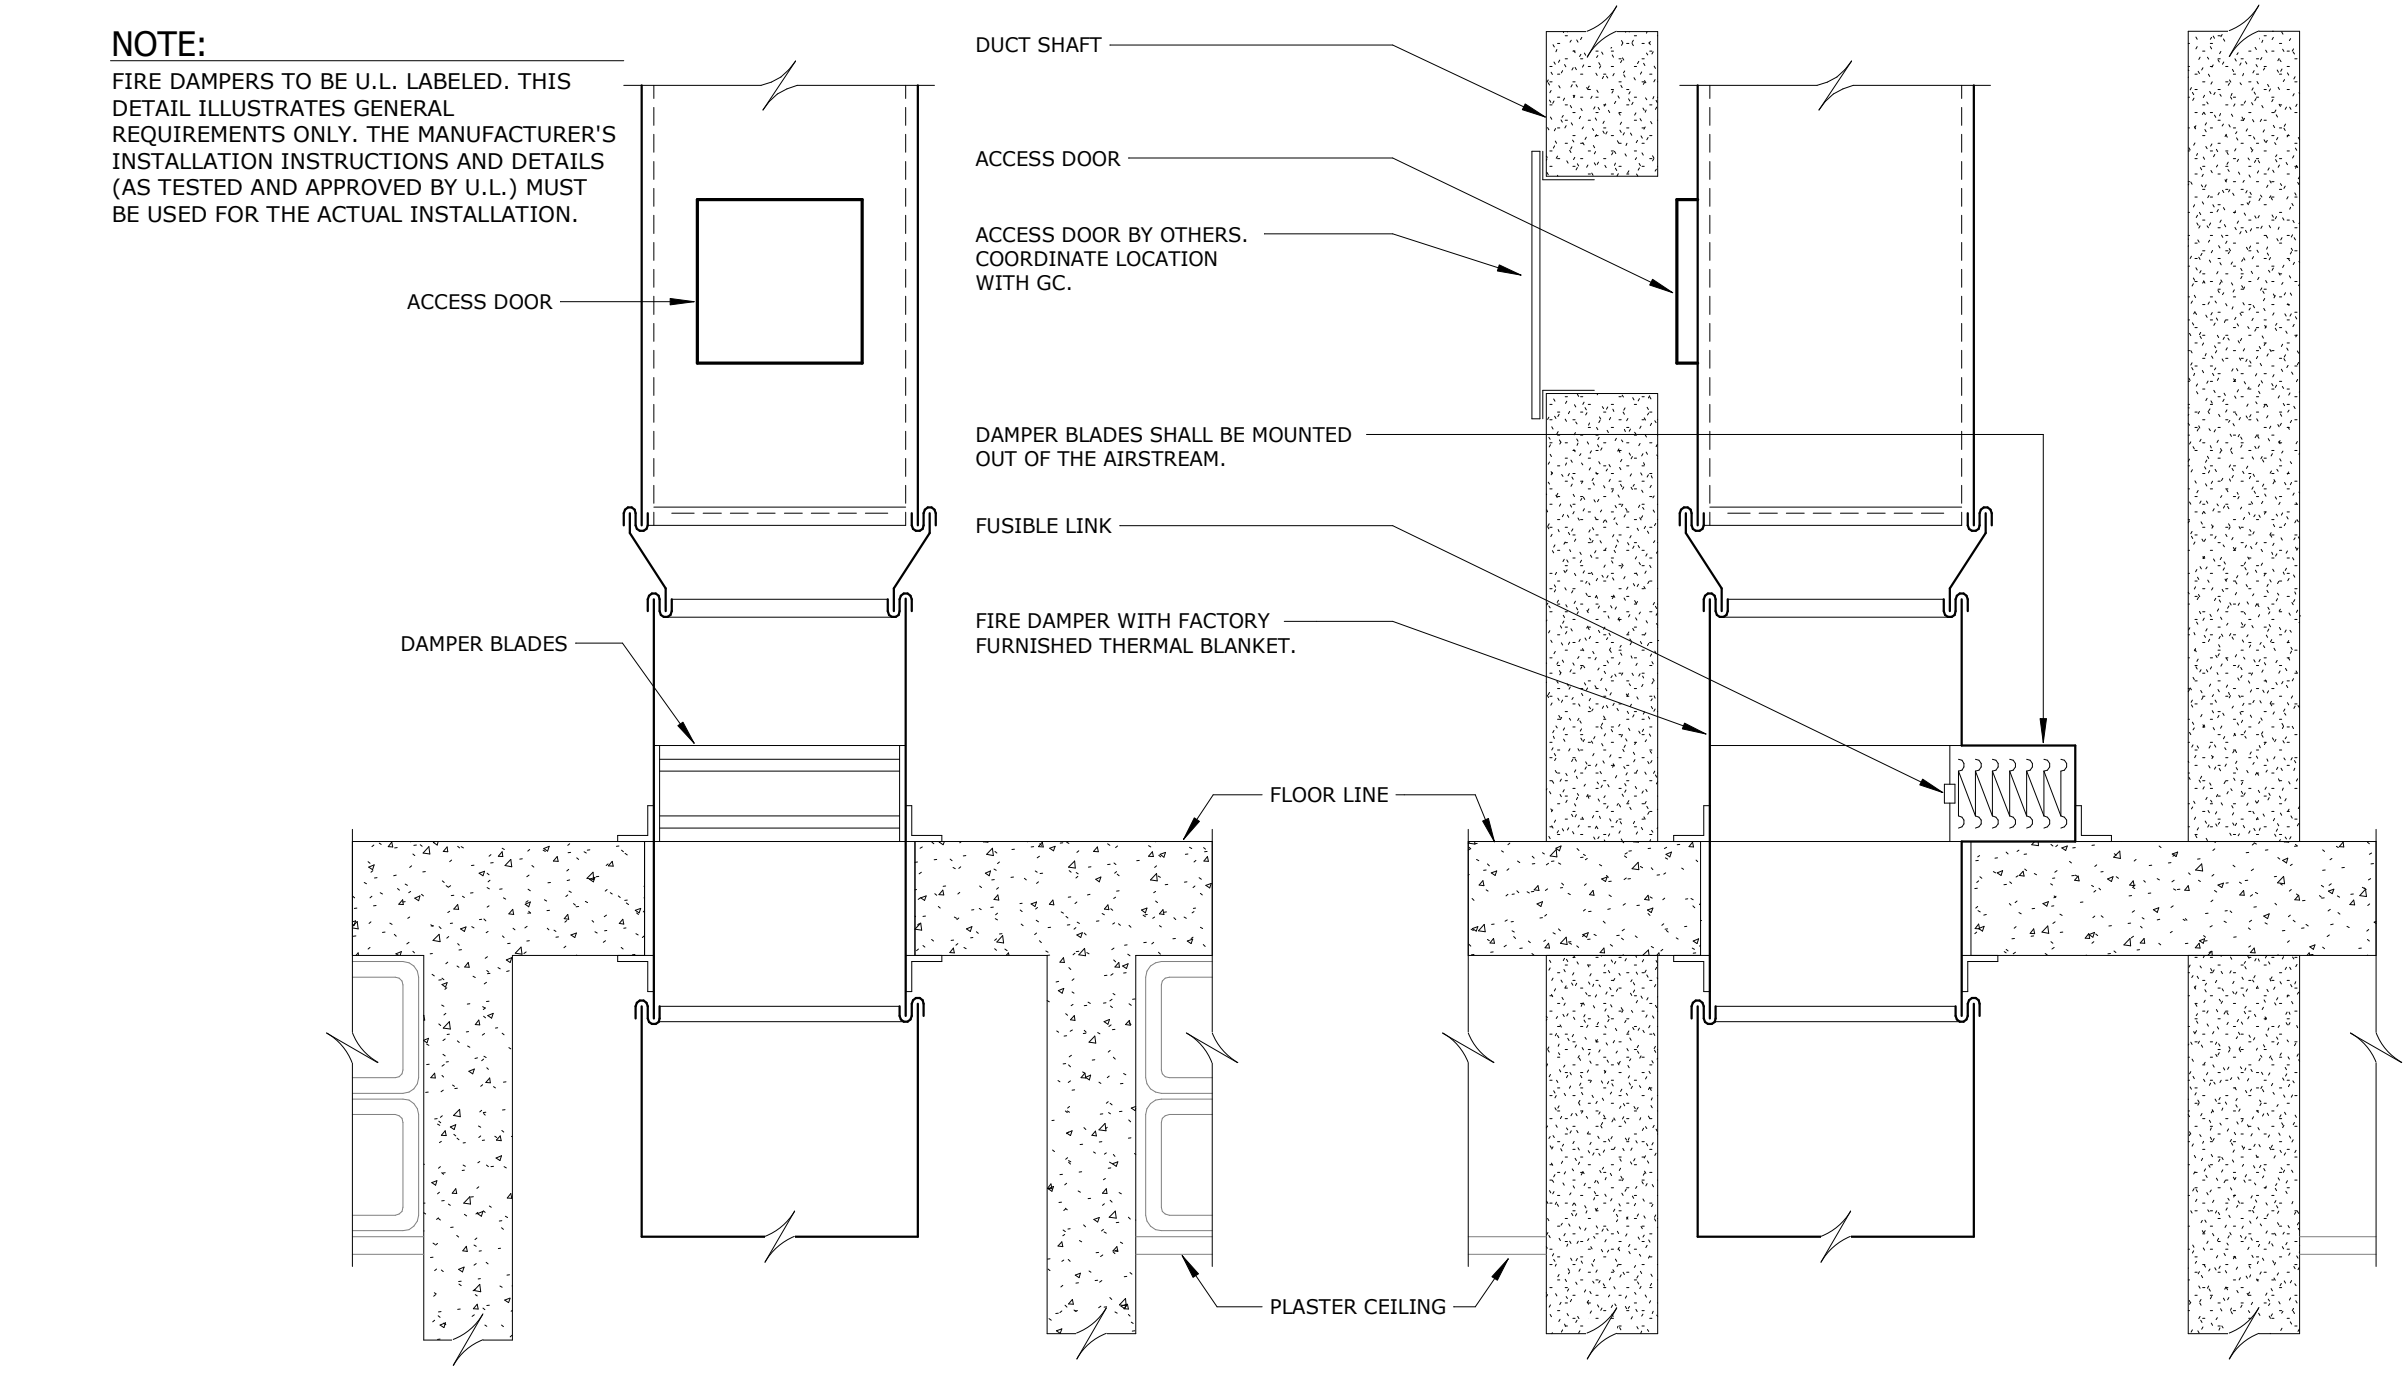 NOTE:
FIRE DAMPERS TO BE U.L. LABELED. THIS
DETAIL ILLUSTRATES GENERAL
REQUIREMENTS ONLY. THE MANUFACTURER'S
INSTALLATION INSTRUCTIONS AND DETAILS
(AS TESTED AND APPROVED BY U.L.) MUST
BE USED FOR THE ACTUAL INSTALLATION.
ACCESS DOOR
DAMPER BLADES
DUCT SHAFT
ACCESS DOOR
ACCESS DOOR BY OTHERS.
COORDINATE LOCATION
WITH GC.
DAMPER BLADES SHALL BE MOUNTED
OUT OF THE AIRSTREAM.
FUSIBLE LINK
FIRE DAMPER WITH FACTORY
FURNISHED THERMAL BLANKET.
FLOOR LINE
PLASTER CEILING